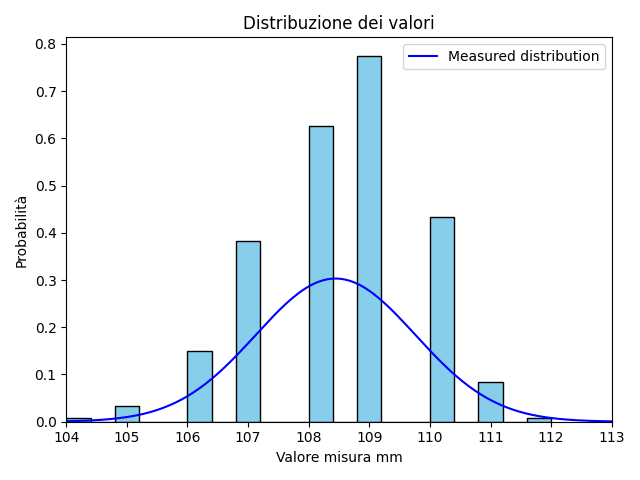 Distribuzione dei valori
Measured distribution
Probabilità
0.8
0.7
0.6
0.5
0.4
0.3
0.2
0.1
0.0
104 105 106 107 108 109 110 111 112 113
Valore misura mm